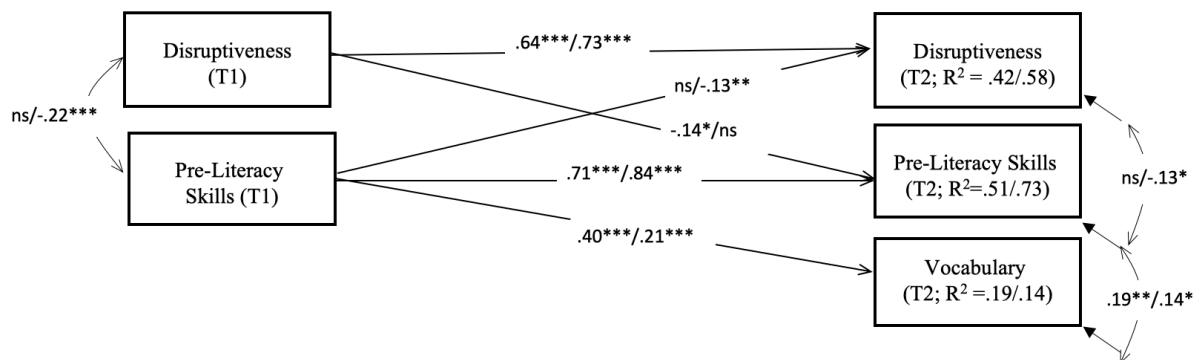 Disruptiveness
(T1)
Pre-Literacy
Skills (T1)
ns/-.22***
.64***/.73***
ns/-.13**
-.14*/ns
.71***/.84***
.40***/.21***
Disruptiveness
(T2; R² = .42/.58)
Pre-Literacy Skills
(T2; R²=.51/.73)
Vocabulary
(T2; R² =.19/.14)
ns/-.13*
.19**/.14*